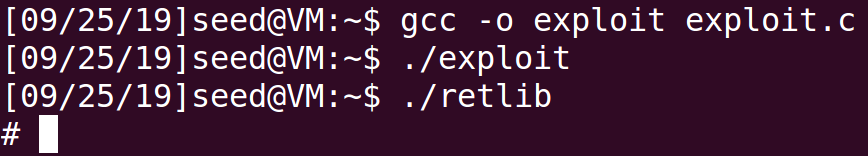 [09/25/19]seed@VM:~$ gcc -o exploit exploit.c
[09/25/19]seed@VM:~$ ./exploit
[09/25/19]seed@VM:~$ ./retlib
#